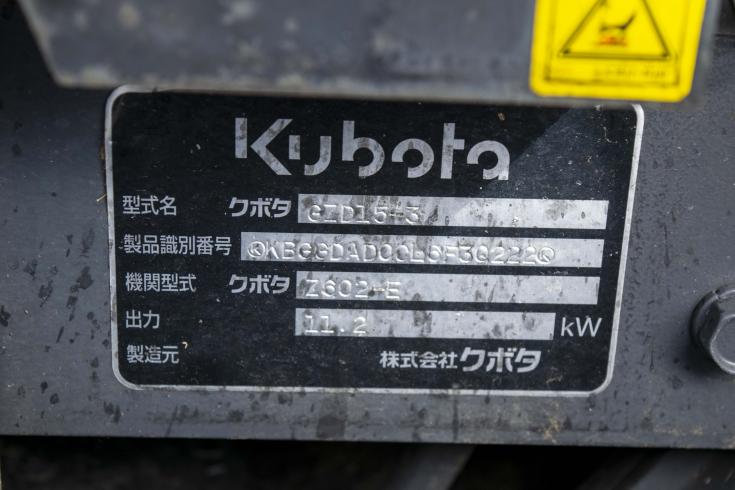 Kubota
型式名 クボタ GZD15-3
製品識別番号
機関型式 クボタ Z602-E
出力 11.2 kW
製造元 株式会社クボタ